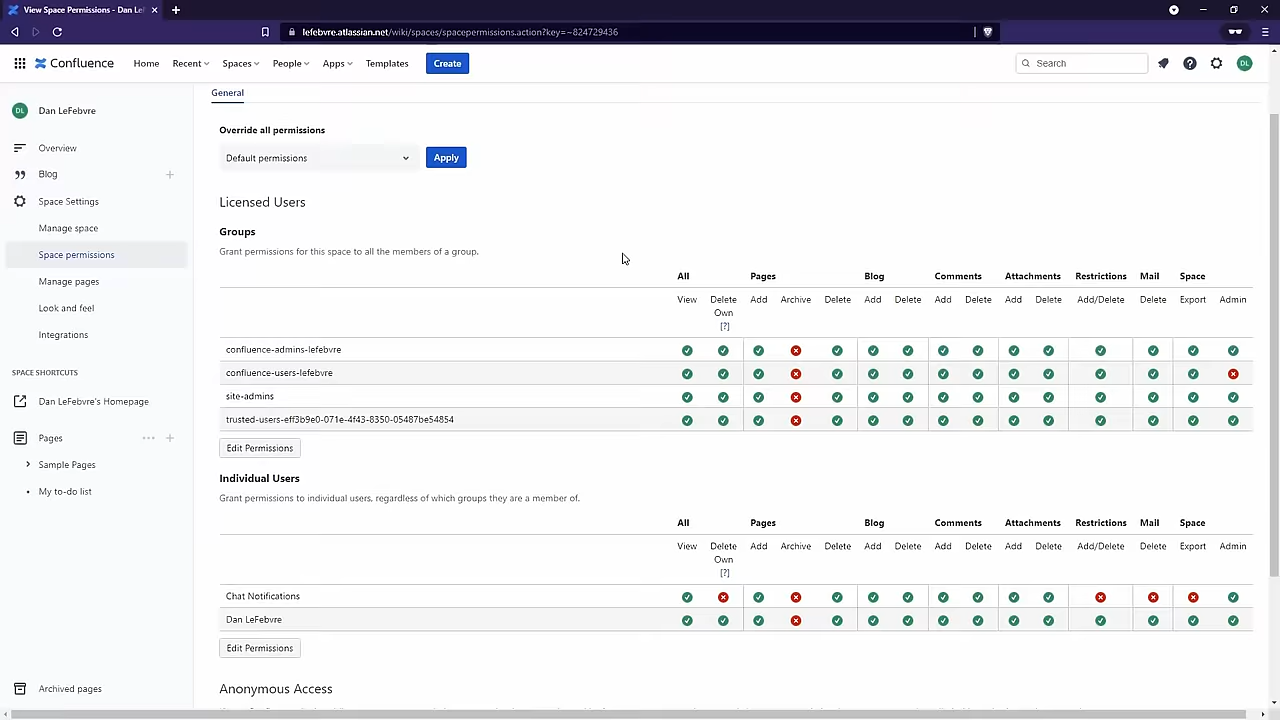 View Space Permissions - Dan Lef
lefebvre.atlassian.net/wiki/spaces/spacepermissions.action?key=~824729436
Confluence Home Recent Spaces People Apps Templates Create Search DL
DL Dan LeFebvre
Overview
Blog
Space Settings
Manage space
Space permissions
Manage pages
Look and feel
Integrations
SPACE SHORTCUTS
Dan LeFebvre's Homepage
Pages
Sample Pages
My to-do list
Archived pages
General
Override all permissions
Default permissions Apply
Licensed Users
Groups
Grant permissions for this space to all the members of a group.
All Pages Blog Comments Attachments Restrictions Mail Space
View Delete Own [?] Add Archive Delete Add Delete Add Delete Add Delete Add/Delete Delete Export Admin
confluence-admins-lefebvre
confluence-users-lefebvre
site-admins
trusted-users-eff3b9e0-071e-4f43-8350-05487be54854
Edit Permissions
Individual Users
Grant permissions to individual users, regardless of which groups they are a member of.
All Pages Blog Comments Attachments Restrictions Mail Space
View Delete Own [?] Add Archive Delete Add Delete Add Delete Add Delete Add/Delete Delete Export Admin
Chat Notifications
Dan LeFebvre
Edit Permissions
Anonymous Access